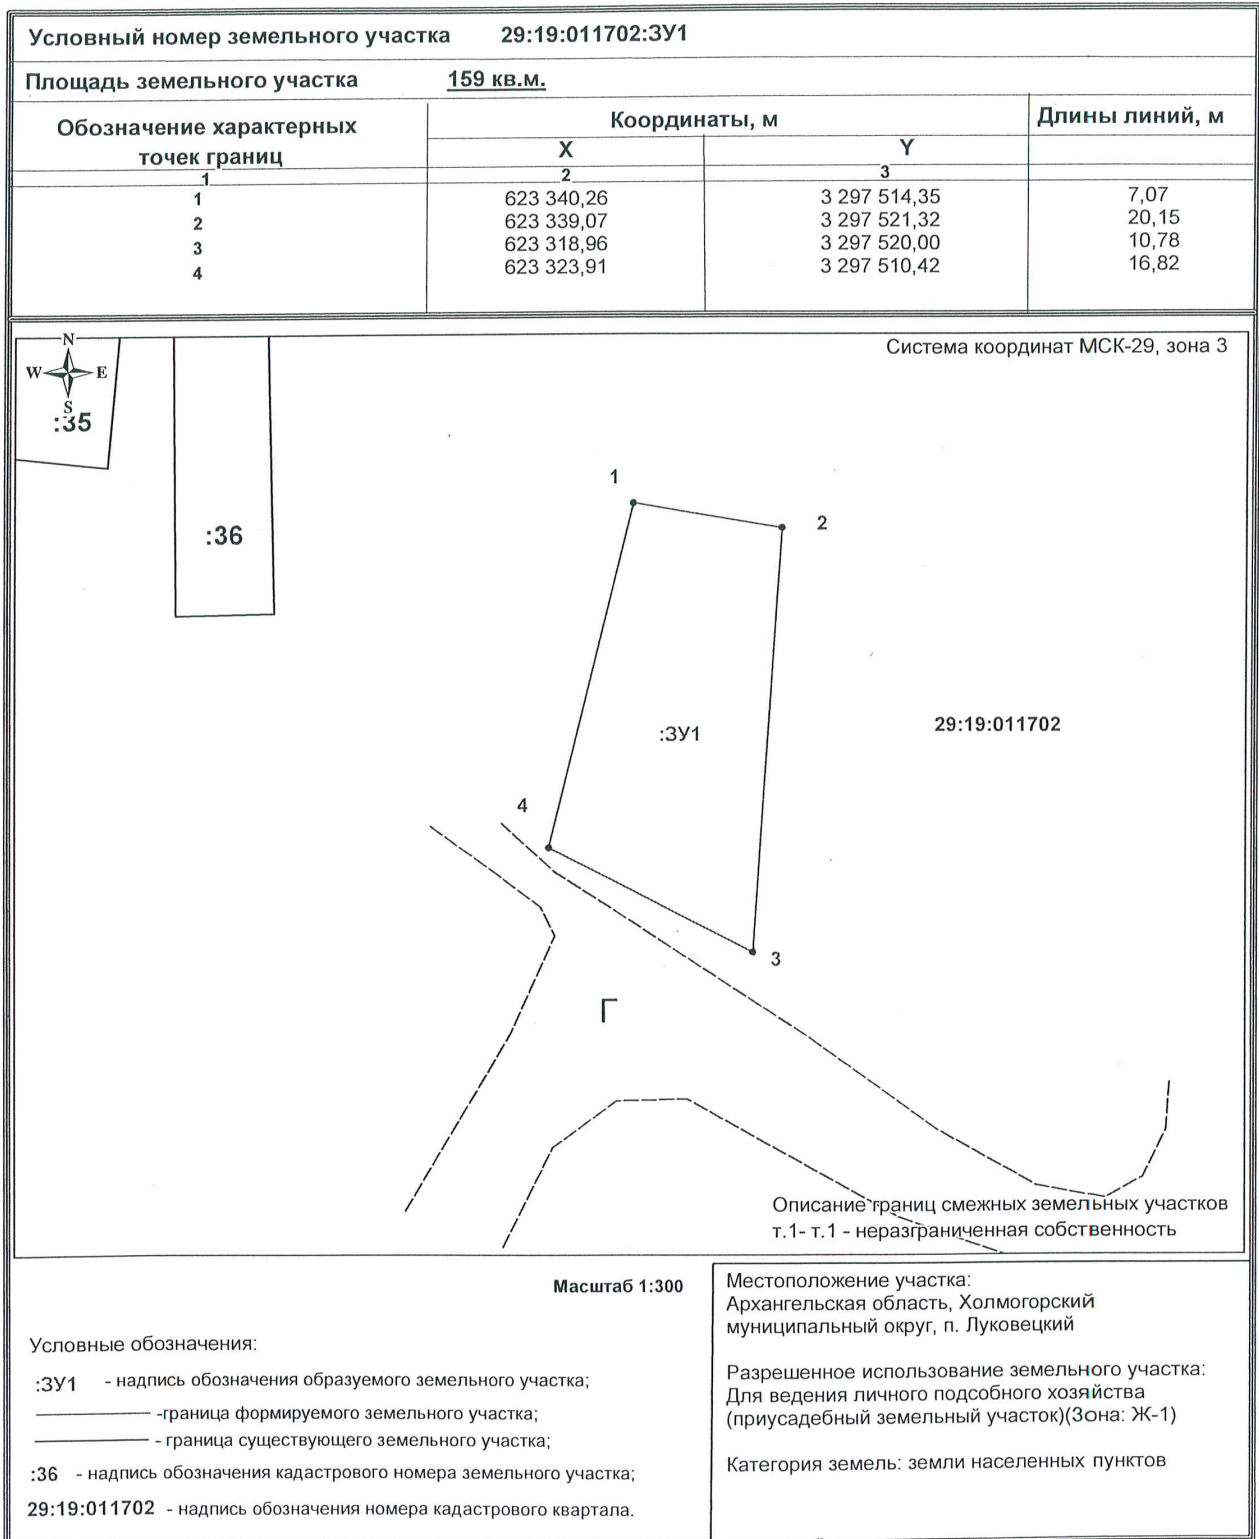 Условный номер земельного участка 29:19:011702:ЗУ1
Площадь земельного участка 159 кв.м.
Обозначение характерных точек границ
Координаты, м
Длины линий, м
X Y
1 2 3
1 623 340,26 3 297 514,35 7,07
2 623 339,07 3 297 521,32 20,15
3 623 318,96 3 297 520,00 10,78
4 623 323,91 3 297 510,42 16,82
Система координат МСК-29, зона 3
N
W E
S
:35
:36
1
2
:ЗУ1
29:19:011702
4
3
Г
Описание границ смежных земельных участков
т.1- т.1 - неразграниченная собственность
Масштаб 1:300
Условные обозначения:
:ЗУ1 - надпись обозначения образуемого земельного участка;
-граница формируемого земельного участка;
- граница существующего земельного участка;
:36 - надпись обозначения кадастрового номера земельного участка;
29:19:011702 - надпись обозначения номера кадастрового квартала.
Местоположение участка:
Архангельская область, Холмогорский
муниципальный округ, п. Луковецкий
Разрешенное использование земельного участка:
Для ведения личного подсобного хозяйства
(приусадебный земельный участок)(Зона: Ж-1)
Категория земель: земли населенных пунктов